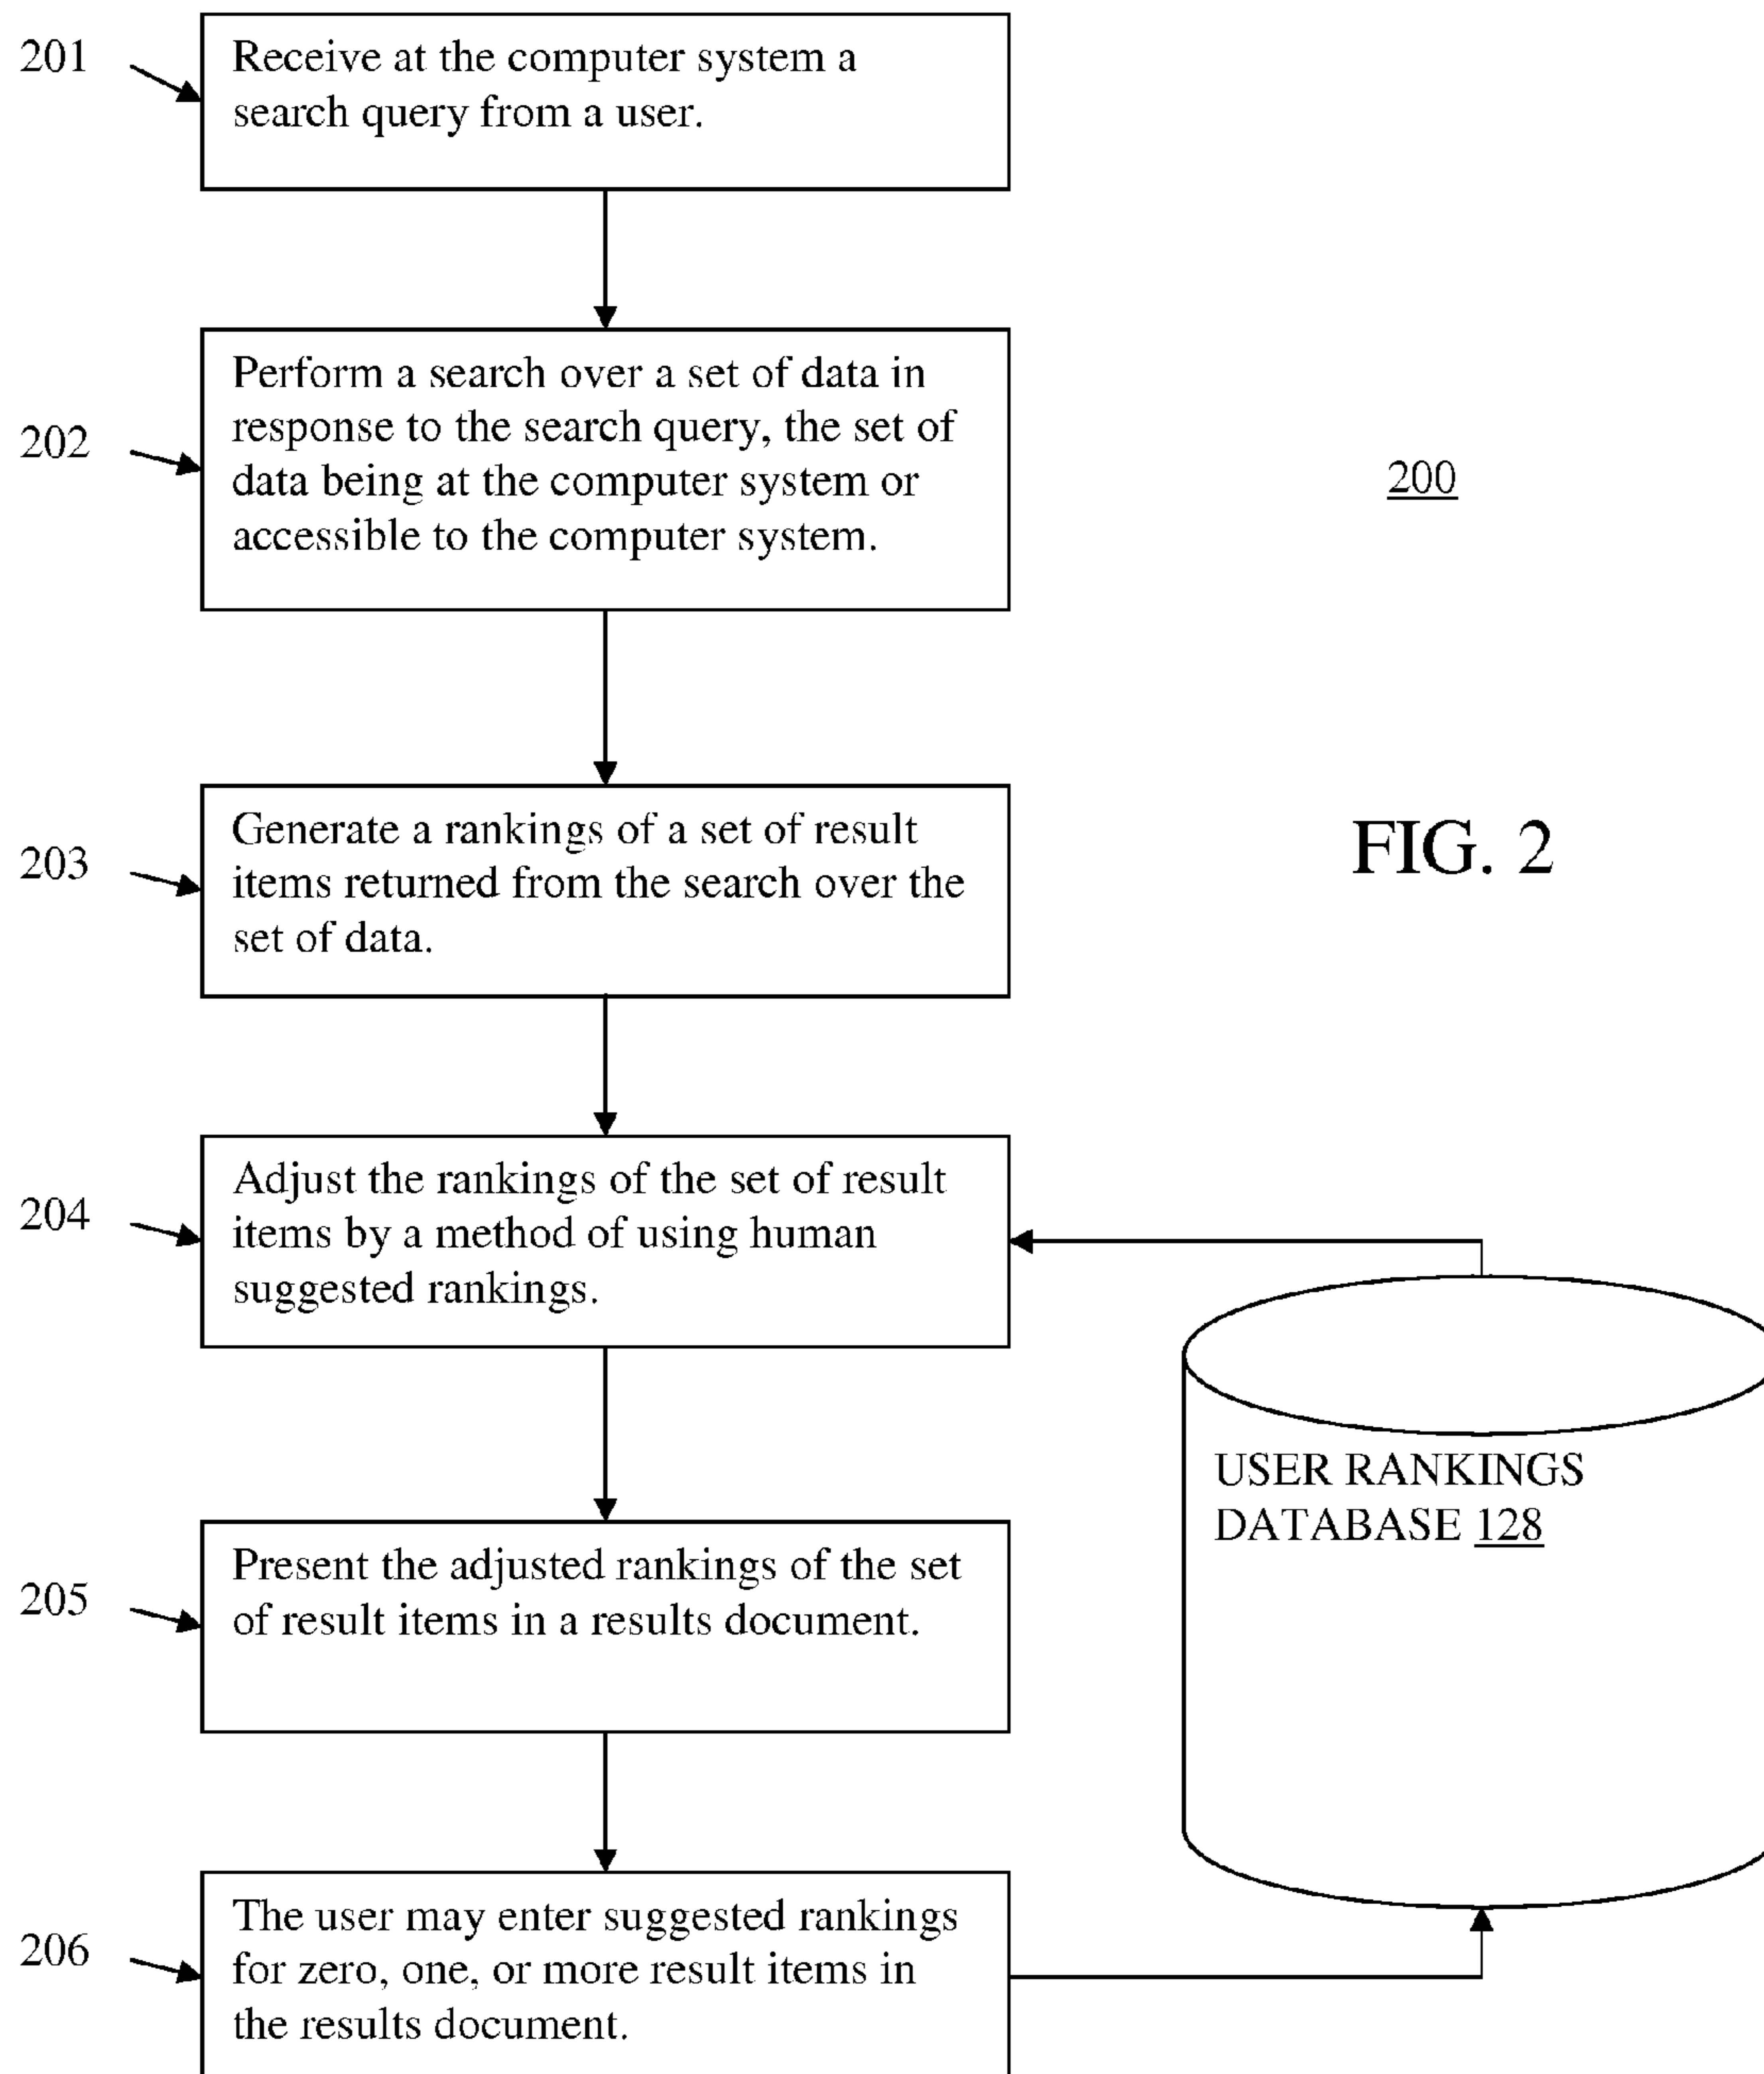 201
Receive at the computer system a
search query from a user.
202
Perform a search over a set of data in
response to the search query, the set of
data being at the computer system or
accessible to the computer system.
200
203
Generate a rankings of a set of result
items returned from the search over the
set of data.
FIG. 2
204
Adjust the rankings of the set of result
items by a method of using human
suggested rankings.
USER RANKINGS
DATABASE 128
205
Present the adjusted rankings of the set
of result items in a results document.
206
The user may enter suggested rankings
for zero, one, or more result items in
the results document.